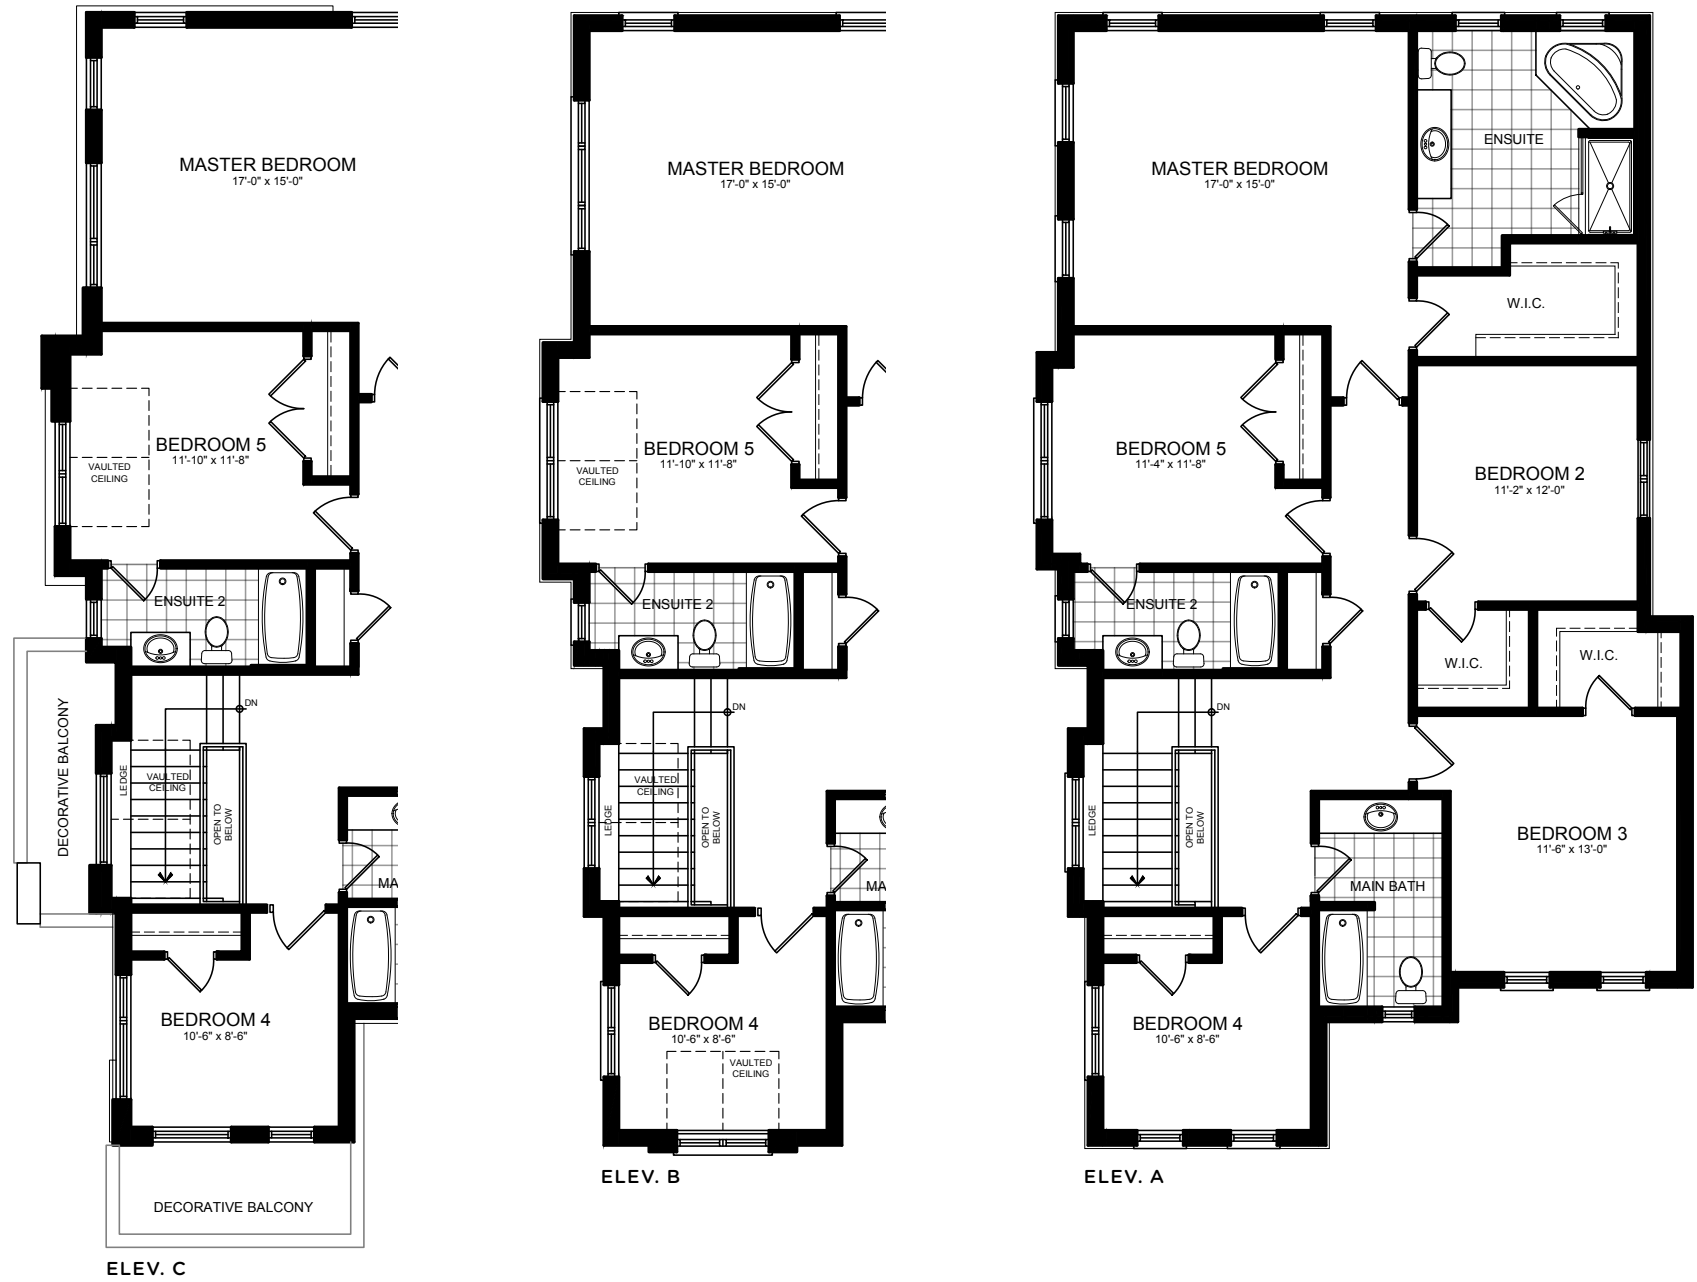 MASTER BEDROOM
17'-0" x 15'-0"
BEDROOM 5
11'-10" x 11'-8"
VAULTED
CEILING
ENSUITE 2
DN
DECORATIVE BALCONY
LEDGE
VAULTED
CEILING
OPEN TO
BELOW
MA
BEDROOM 4
10'-6" x 8'-6"
DECORATIVE BALCONY
ELEV. C
MASTER BEDROOM
17'-0" x 15'-0"
BEDROOM 5
11'-10" x 11'-8"
VAULTED
CEILING
ENSUITE 2
DN
LEDGE
VAULTED
CEILING
OPEN TO
BELOW
MA
BEDROOM 4
10'-6" x 8'-6"
VAULTED
CEILING
ELEV. B
MASTER BEDROOM
17'-0" x 15'-0"
ENSUITE
W.I.C.
BEDROOM 5
11'-4" x 11'-8"
BEDROOM 2
11'-2" x 12'-0"
ENSUITE 2
W.I.C.
W.I.C.
DN
LEDGE
OPEN TO
BELOW
BEDROOM 3
11'-6" x 13'-0"
MAIN BATH
BEDROOM 4
10'-6" x 8'-6"
ELEV. A